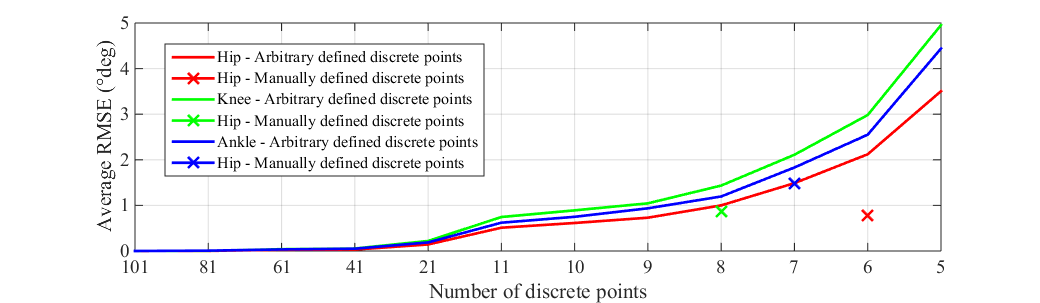 5
4
3
2
1
0
Average RMSE (°deg)
Hip - Arbitrary defined discrete points
Hip - Manually defined discrete points
Knee - Arbitrary defined discrete points
Hip - Manually defined discrete points
Ankle - Arbitrary defined discrete points
Hip - Manually defined discrete points
101 81 61 41 21 11 10 9 8 7 6 5
Number of discrete points